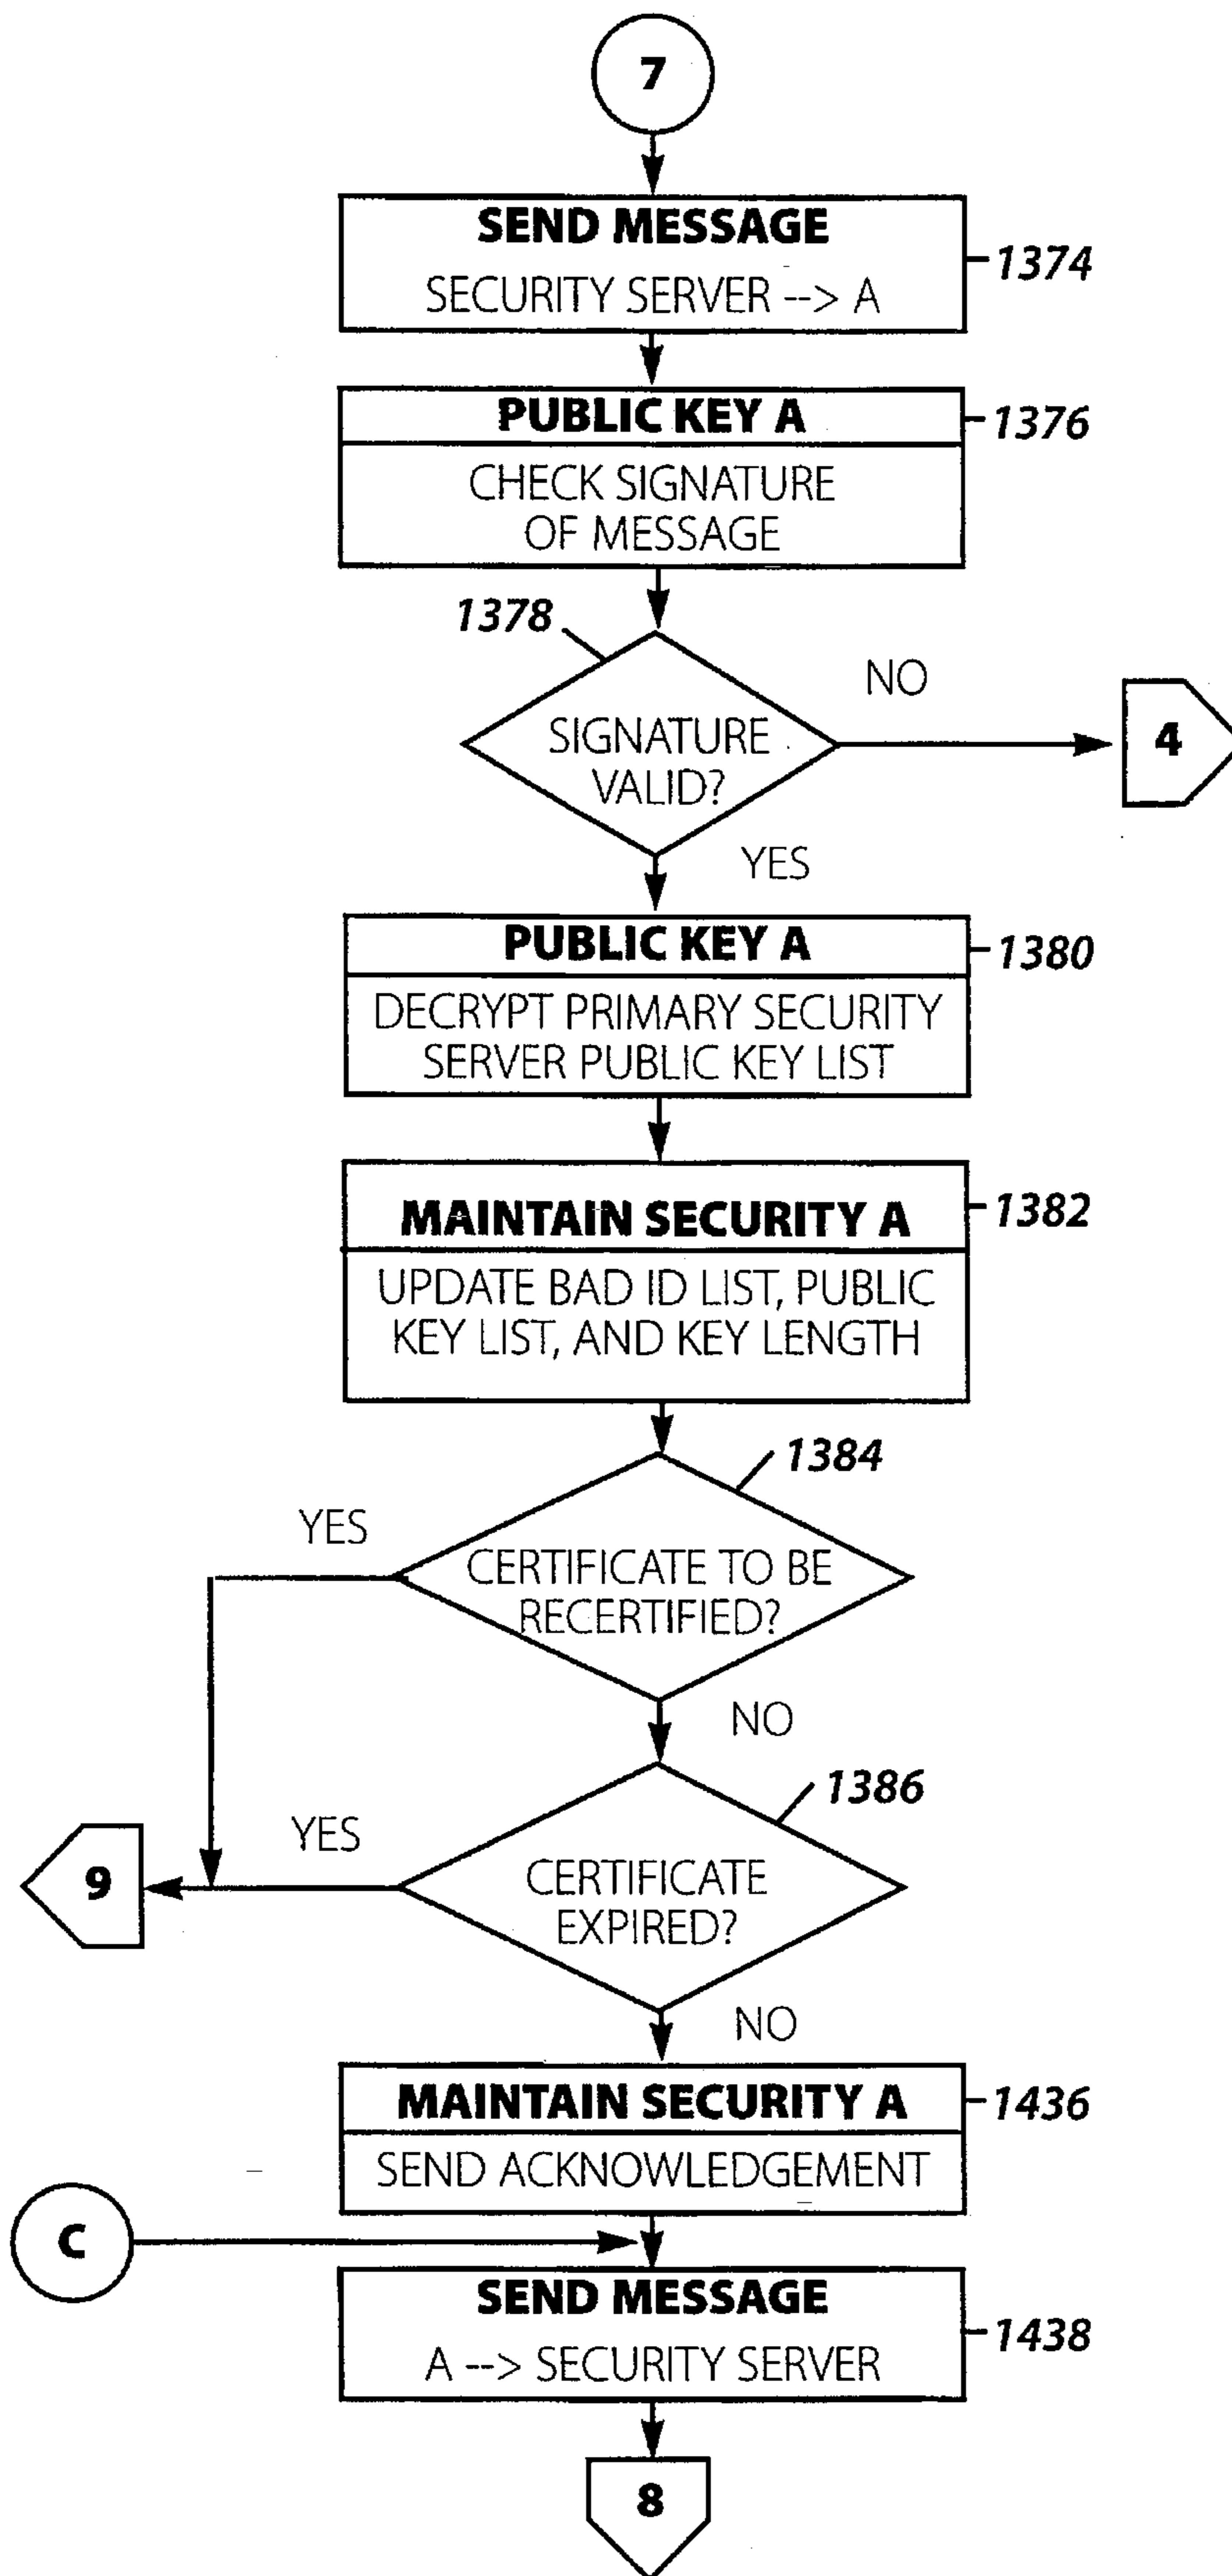 7
SEND MESSAGE
SECURITY SERVER --> A
1374
PUBLIC KEY A
1376
CHECK SIGNATURE
OF MESSAGE
1378
NO
SIGNATURE
VALID?
4
YES
PUBLIC KEY A
1380
DECRYPT PRIMARY SECURITY
SERVER PUBLIC KEY LIST
MAINTAIN SECURITY A
1382
UPDATE BAD ID LIST, PUBLIC
KEY LIST, AND KEY LENGTH
1384
YES
CERTIFICATE TO BE
RECERTIFIED?
NO
1386
YES
9
CERTIFICATE
EXPIRED?
NO
MAINTAIN SECURITY A
1436
SEND ACKNOWLEDGEMENT
C
SEND MESSAGE
1438
A --> SECURITY SERVER
8